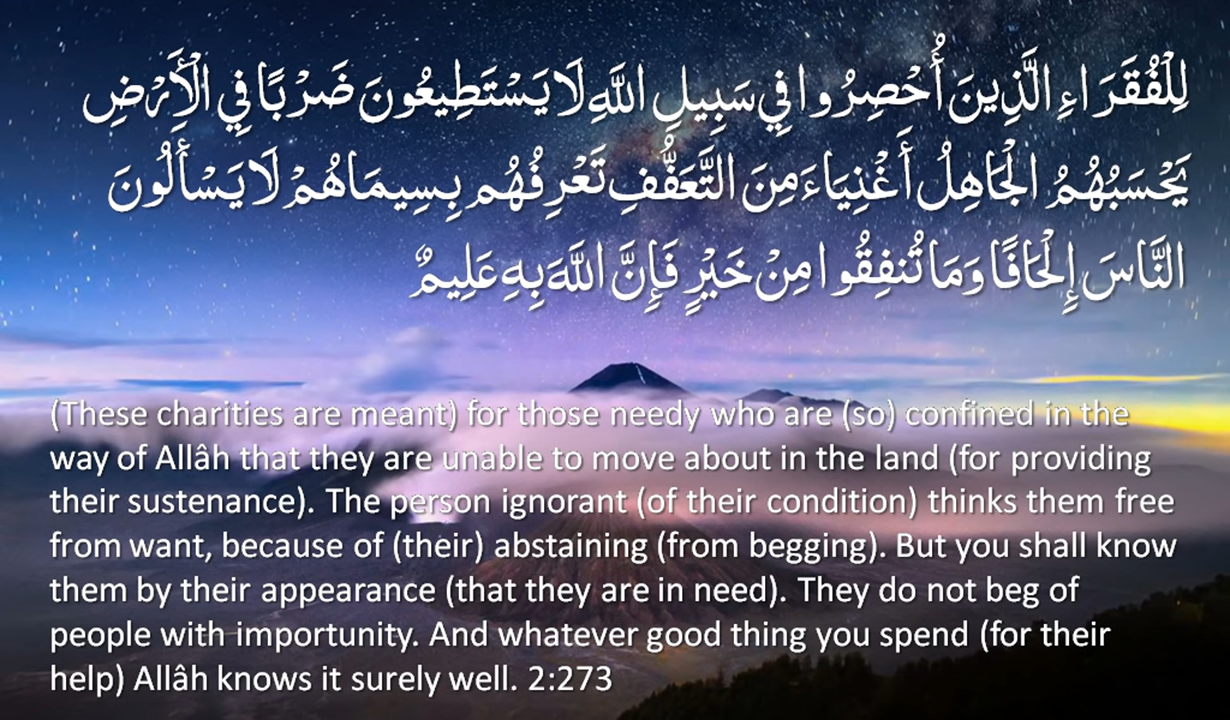 لِلْفُقَرَاءِ الَّذِينَ أُحْصِرُوا فِي سَبِيلِ اللَّهِ لَا يَسْتَطِيعُونَ ضَرْبًا فِي الْأَرْضِ
يَحْسَبُهُمُ الْجَاهِلُ أَغْنِيَاءَ مِنَ التَّعَفُّفِ تَعْرِفُهُم بِسِيمَاهُمْ لَا يَسْأَلُونَ
النَّاسَ إِلْحَافًا وَمَا تُنفِقُوا مِنْ خَيْرٍ فَإِنَّ اللَّهَ بِهِ عَلِيمٌ
(These charities are meant) for those needy who are (so) confined in the
way of Allâh that they are unable to move about in the land (for providing
their sustenance). The person ignorant (of their condition) thinks them free
from want, because of (their) abstaining (from begging). But you shall know
them by their appearance (that they are in need). They do not beg of
people with importunity. And whatever good thing you spend (for their
help) Allâh knows it surely well. 2:273